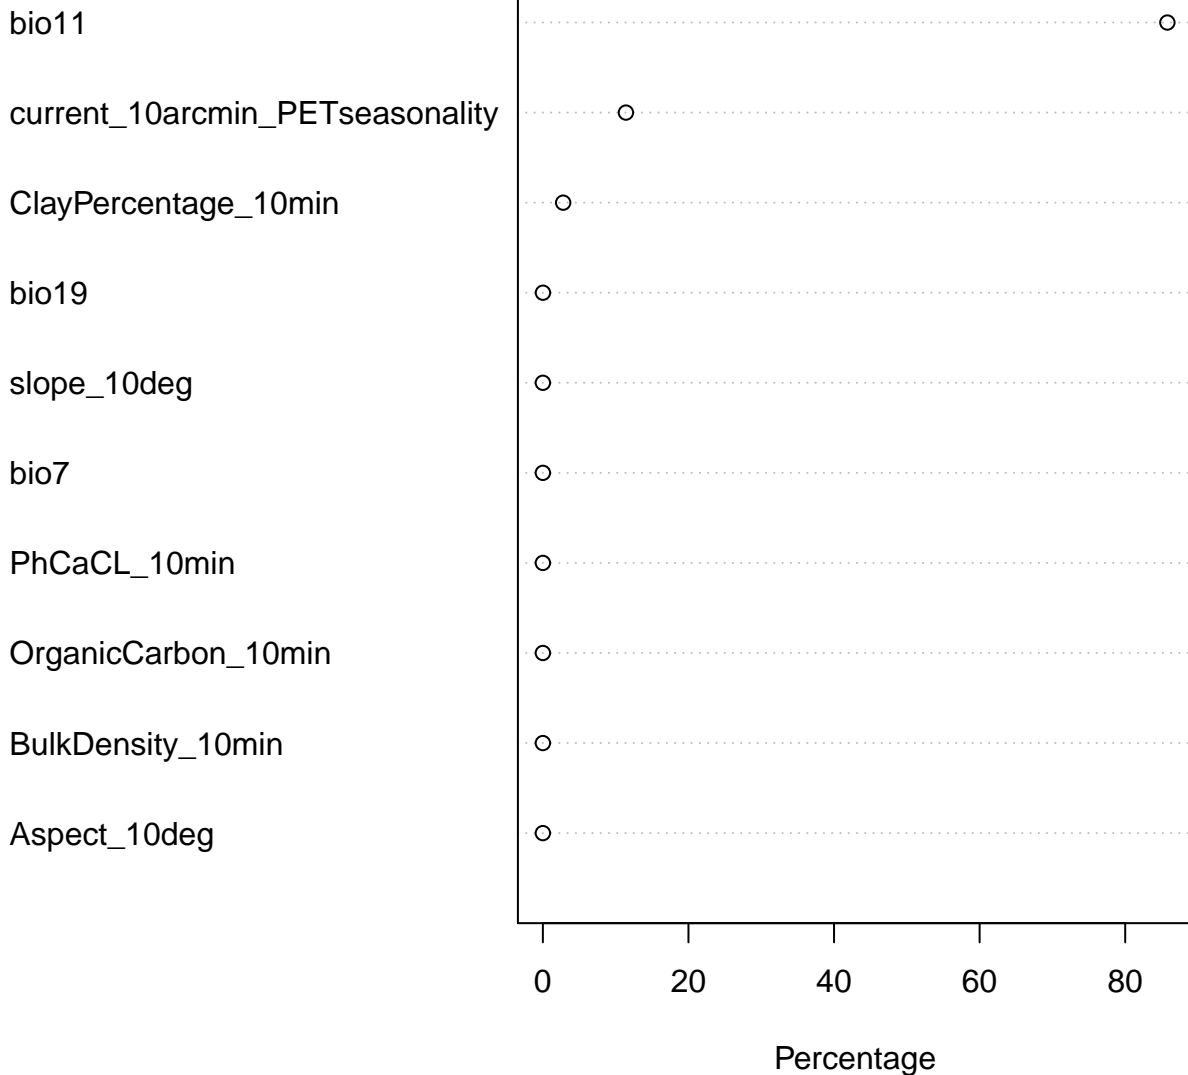 bio11
current_10arcmin_PETseasonality
ClayPercentage_10min
bio19
slope_10deg
bio7
PhCaCL_10min
OrganicCarbon_10min
BulkDensity_10min
Aspect_10deg
0 20 40 60 80
Percentage